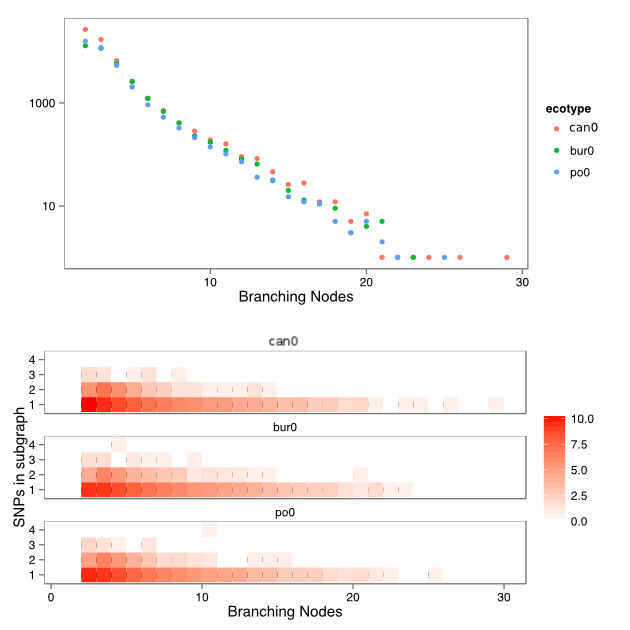 1000
10
10
20
30
Branching Nodes
ecotype
can0
bur0
po0
can0
4
3
2
1
bur0
4
3
2
1
po0
4
3
2
1
0
10
20
30
Branching Nodes
SNPs in subgraph
10.0
7.5
5.0
2.5
0.0